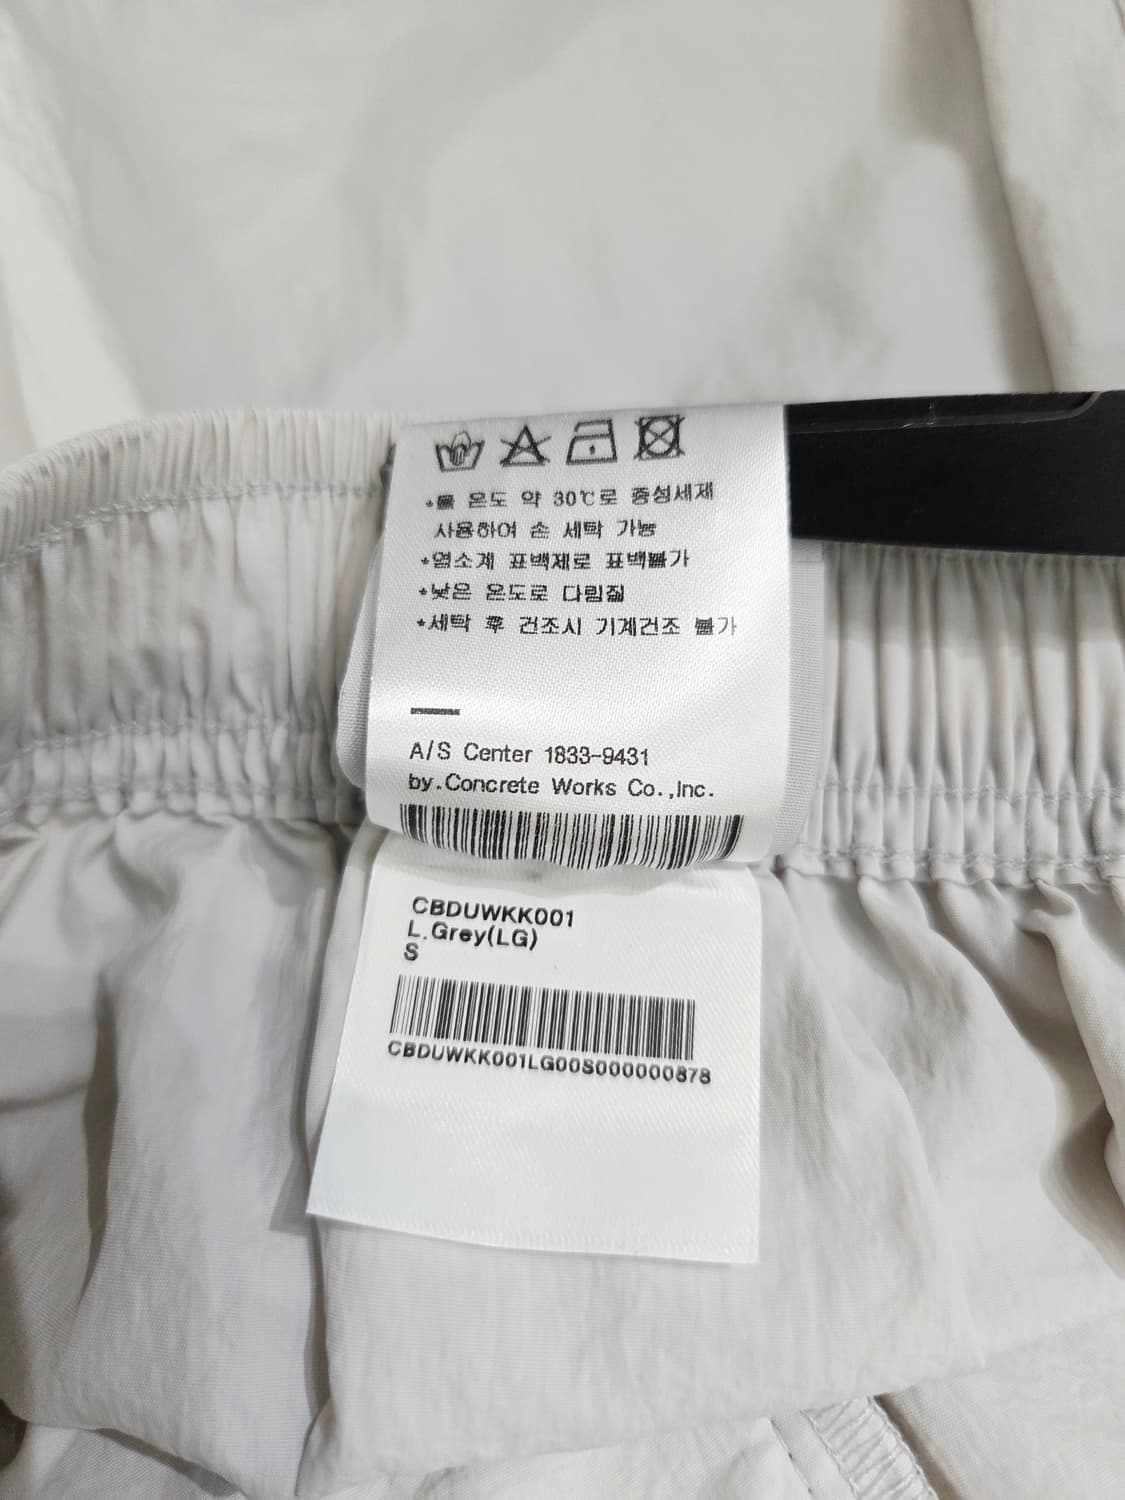 *물 온도 약 30℃로 중성세제
사용하여 손 세탁 가능
*염소계 표백제로 표백불가
*낮은 온도로 다림질
*세탁 후 건조시 기계건조 불가
A/S Center 1833-9431
by.Concrete Works Co.,Inc.
CBDUWKK001
L.Grey(LG)
S
CBDUWKK001LG00S000000878